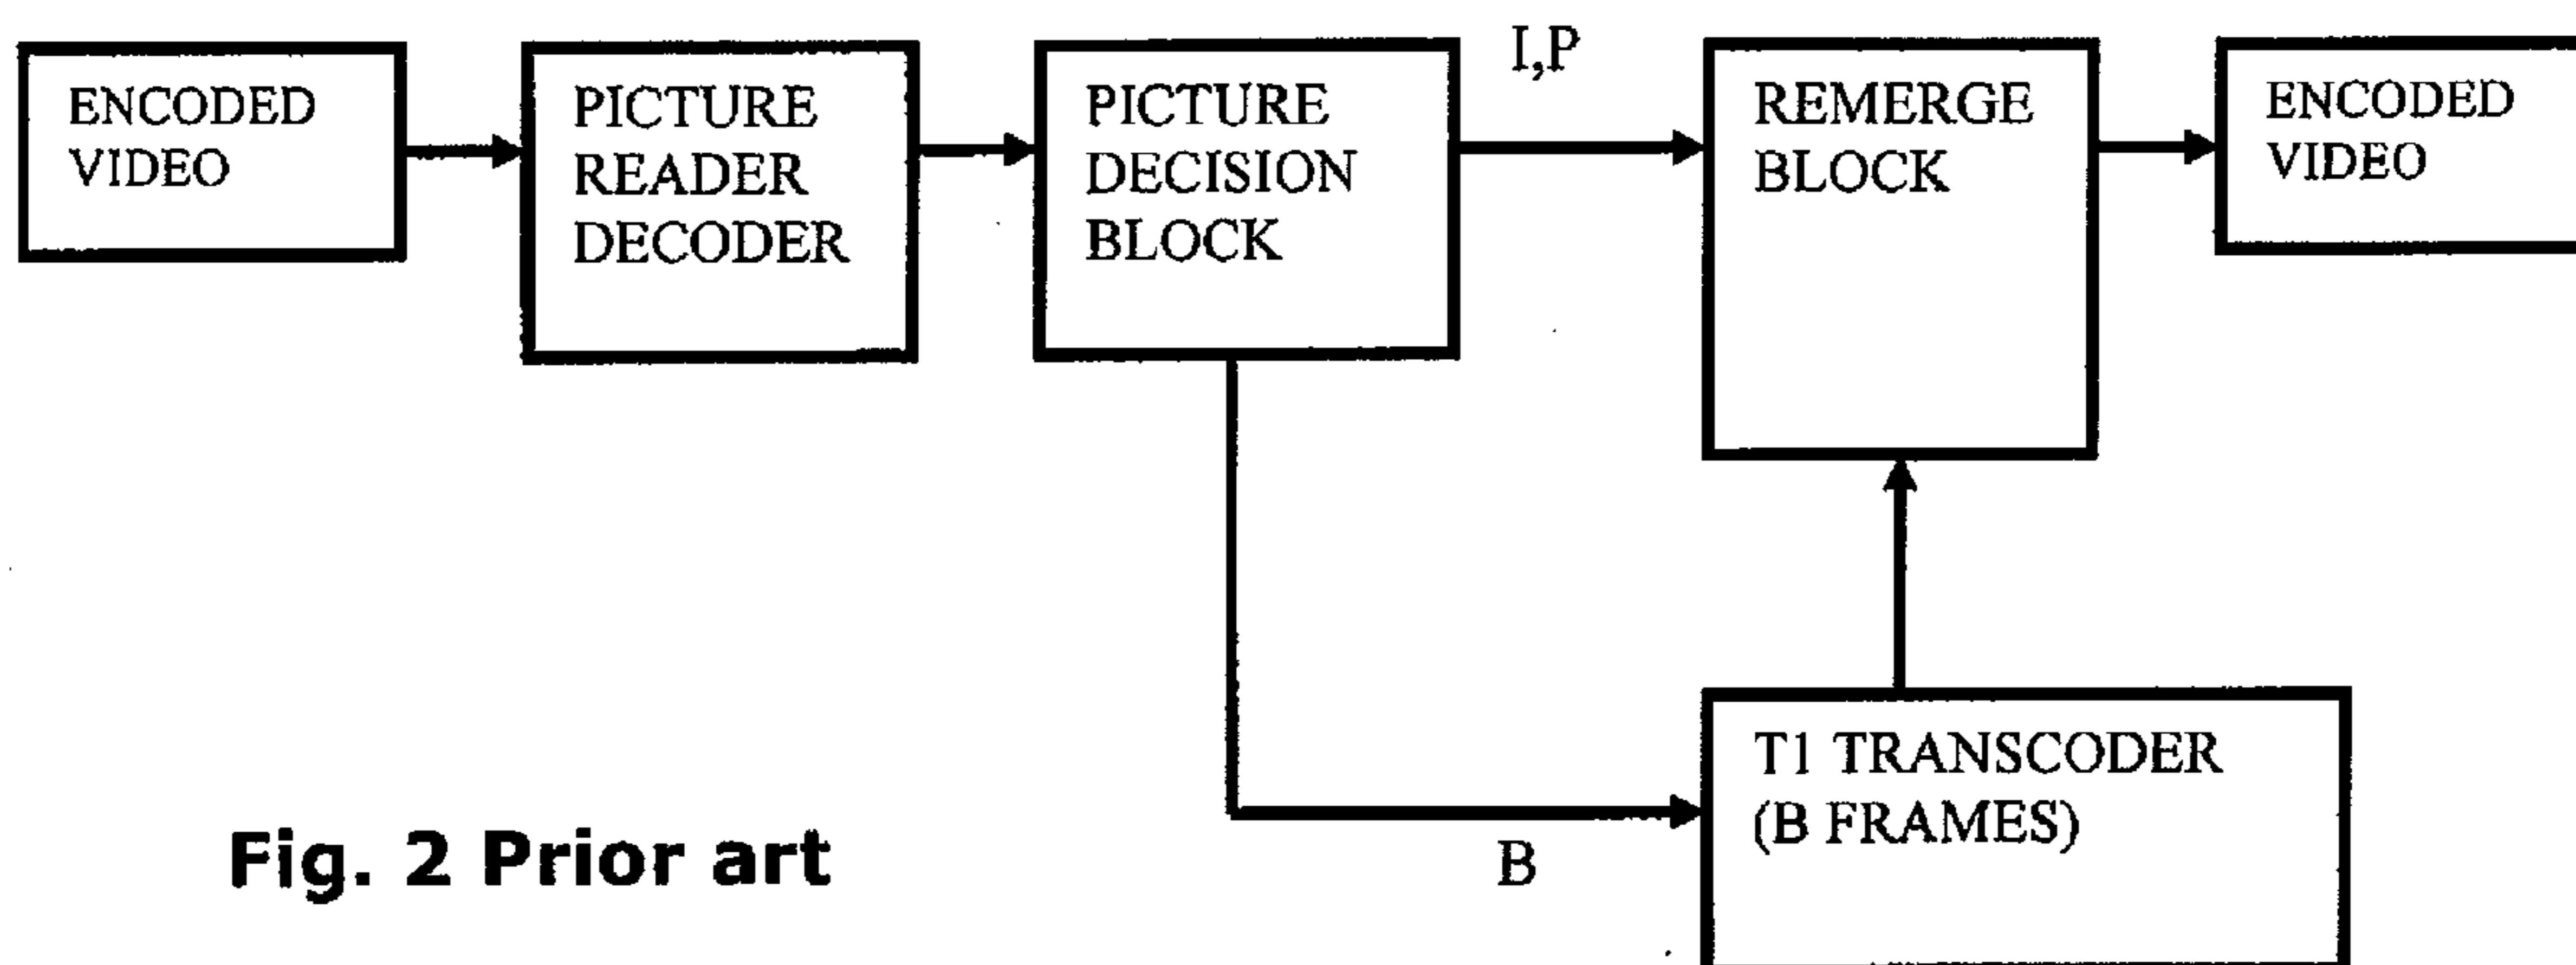 ENCODED
VIDEO
PICTURE
READER
DECODER
PICTURE
DECISION
BLOCK
I,P
REMERGE
BLOCK
ENCODED
VIDEO
T1 TRANSCODER
(B FRAMES)
B
Fig. 2 Prior art